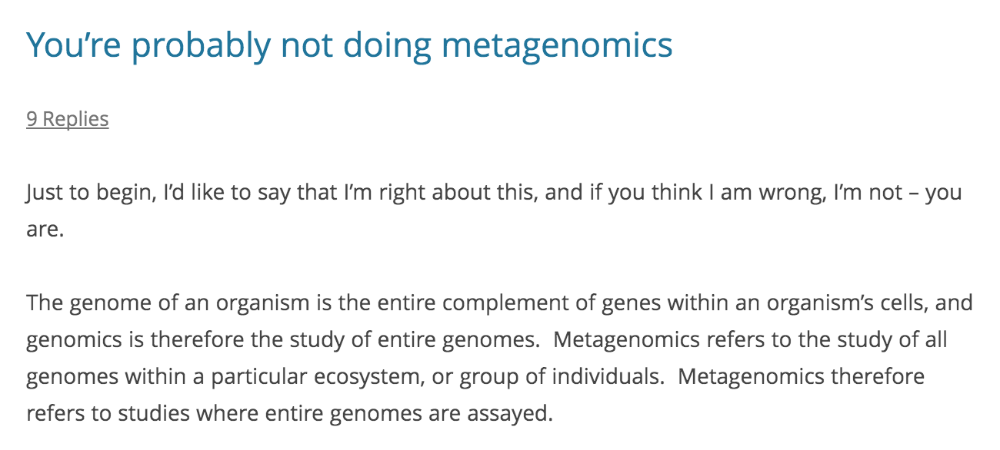 You’re probably not doing metagenomics
9 Replies
Just to begin, I’d like to say that I’m right about this, and if you think I am wrong, I’m not – you
are.
The genome of an organism is the entire complement of genes within an organism’s cells, and
genomics is therefore the study of entire genomes.  Metagenomics refers to the study of all
genomes within a particular ecosystem, or group of individuals.  Metagenomics therefore
refers to studies where entire genomes are assayed.